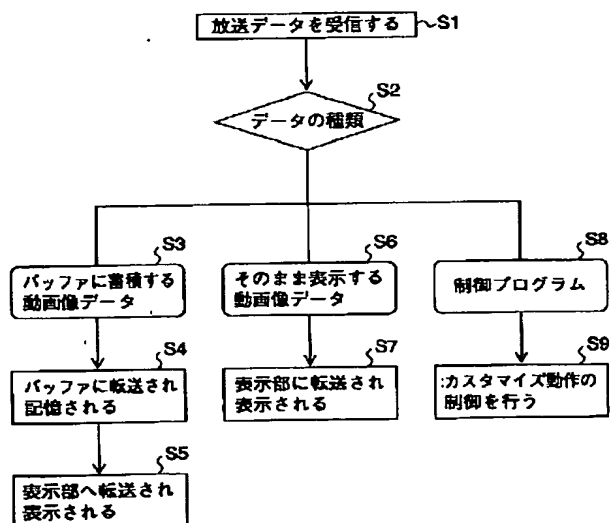 放送データを受信する
S1
S2
データの種類
S3
バッファに蓄積する
動画像データ
S6
そのまま表示する
動画像データ
S8
制御プログラム
S4
バッファに転送され
記憶される
S7
表示部に転送され
表示される
S9
:カスタマイズ動作の
制御を行う
S5
表示部へ転送され
表示される